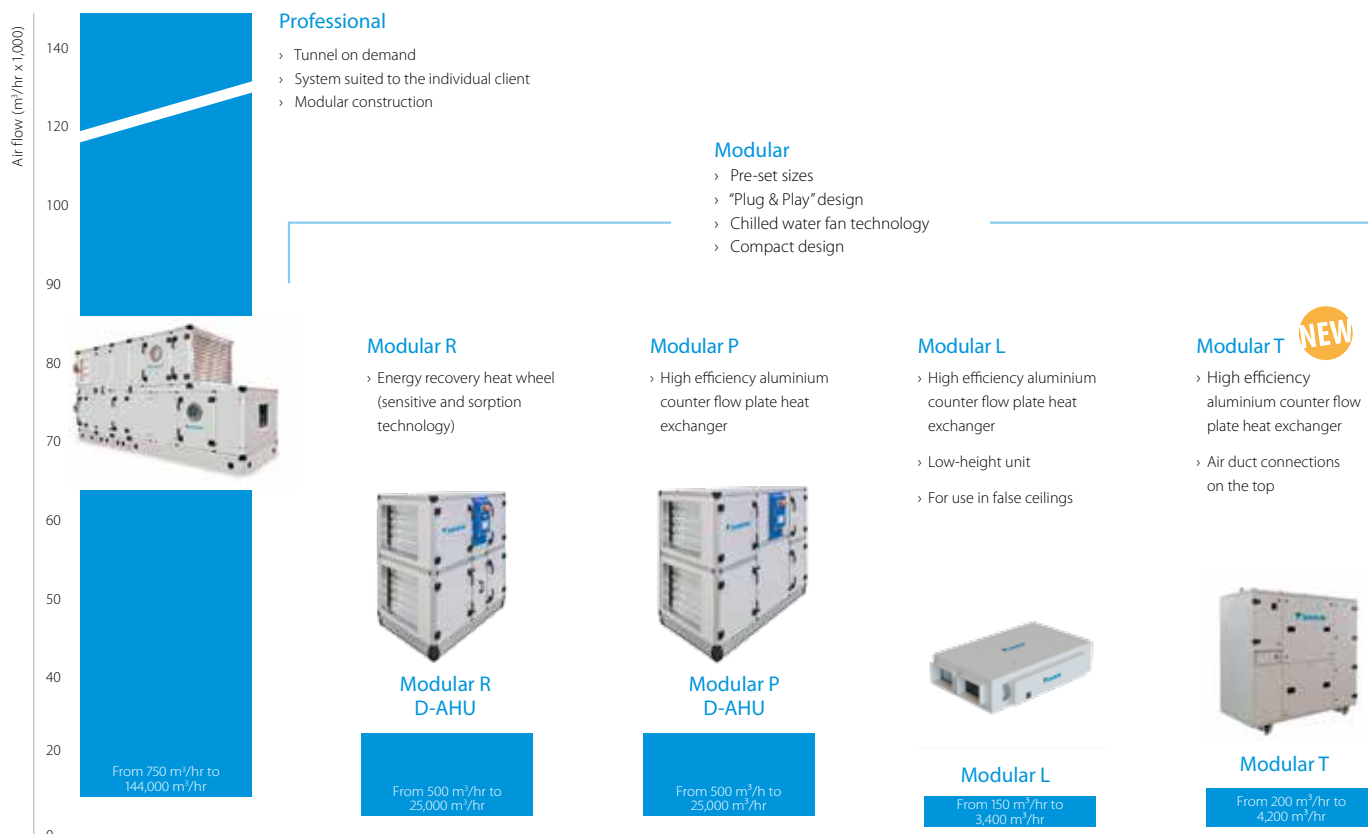 Air flow (m³/hr x 1,000)
140
120
100
90
80
70
60
50
40
20
0
Professional
› Tunnel on demand
› System suited to the individual client
› Modular construction
From 750 m³/hr to
144,000 m³/hr
Modular
› Pre-set sizes
› “Plug & Play” design
› Chilled water fan technology
› Compact design
Modular R
› Energy recovery heat wheel
(sensitive and sorption
technology)
Modular R
D-AHU
From 500 m³/hr to
25,000 m³/hr
Modular P
› High efficiency aluminium
counter flow plate heat
exchanger
Modular P
D-AHU
From 500 m³/h to
25,000 m³/hr
Modular L
› High efficiency aluminium
counter flow plate heat
exchanger
› Low-height unit
› For use in false ceilings
Modular L
From 150 m³/hr to
3,400 m³/hr
Modular T
NEW
› High efficiency
aluminium counter flow
plate heat exchanger
› Air duct connections
on the top
DAIKIN
Modular T
From 200 m³/hr to
4,200 m³/hr